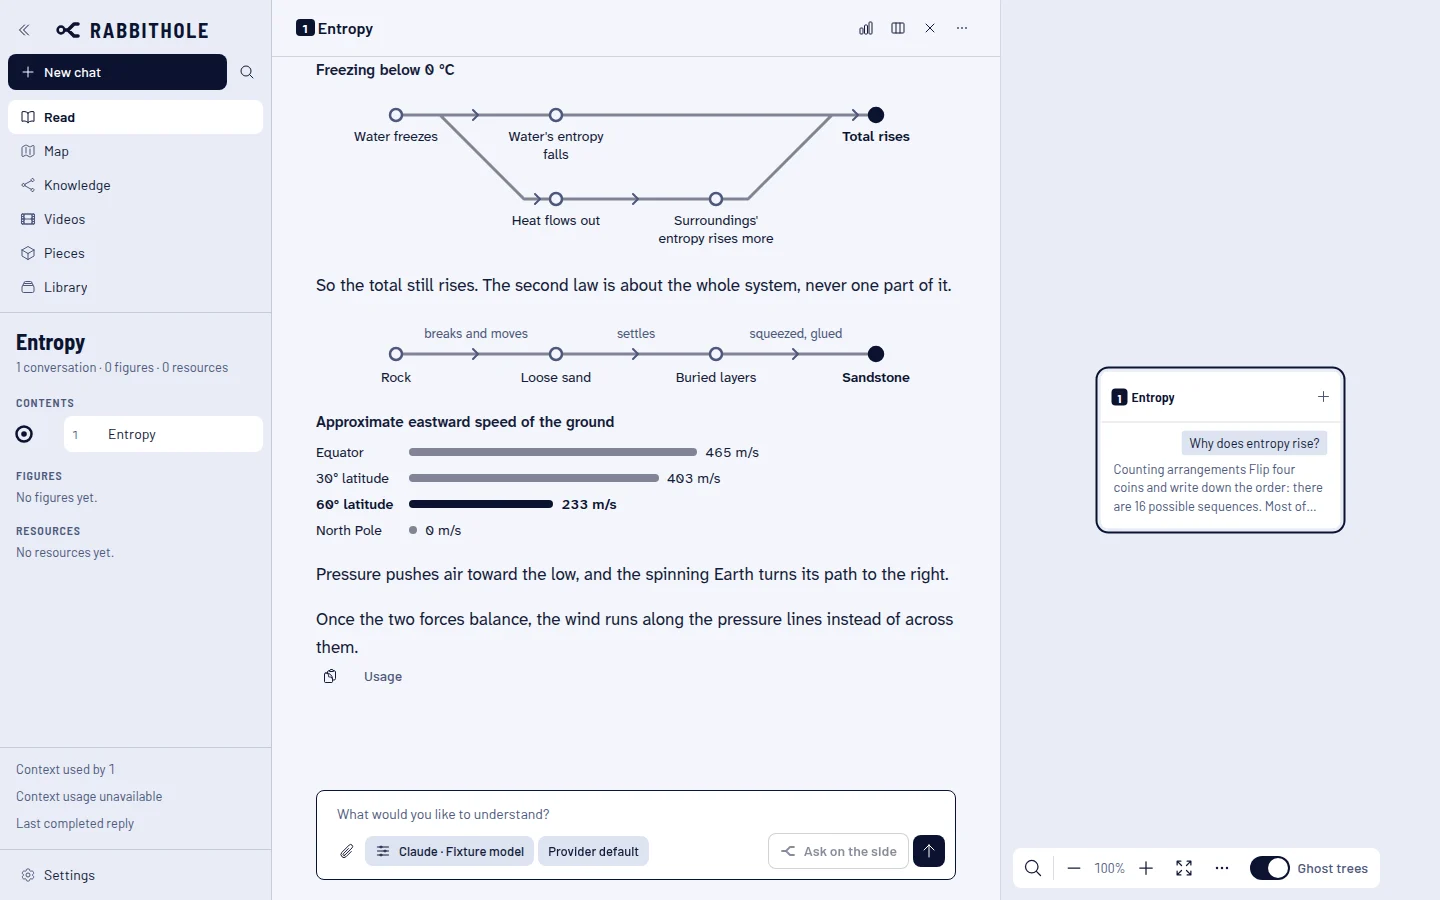 RABBITHOLE
New chat
Read
Map
Knowledge
Videos
Pieces
Library
Entropy
1 conversation · 0 figures · 0 resources
CONTENTS
1 Entropy
FIGURES
No figures yet.
RESOURCES
No resources yet.
Context used by 1
Context usage unavailable
Last completed reply
Settings
1 Entropy
Freezing below 0 °C
Water freezes
Water's entropy
falls
Total rises
Heat flows out
Surroundings'
entropy rises more
So the total still rises. The second law is about the whole system, never one part of it.
breaks and moves
settles
squeezed, glued
Rock
Loose sand
Buried layers
Sandstone
Approximate eastward speed of the ground
Equator 465 m/s
30° latitude 403 m/s
60° latitude 233 m/s
North Pole 0 m/s
Pressure pushes air toward the low, and the spinning Earth turns its path to the right.
Once the two forces balance, the wind runs along the pressure lines instead of across
them.
Usage
What would you like to understand?
Claude · Fixture model
Provider default
Ask on the side
1 Entropy
Why does entropy rise?
Counting arrangements Flip four
coins and write down the order: there
are 16 possible sequences. Most of...
100%
Ghost trees